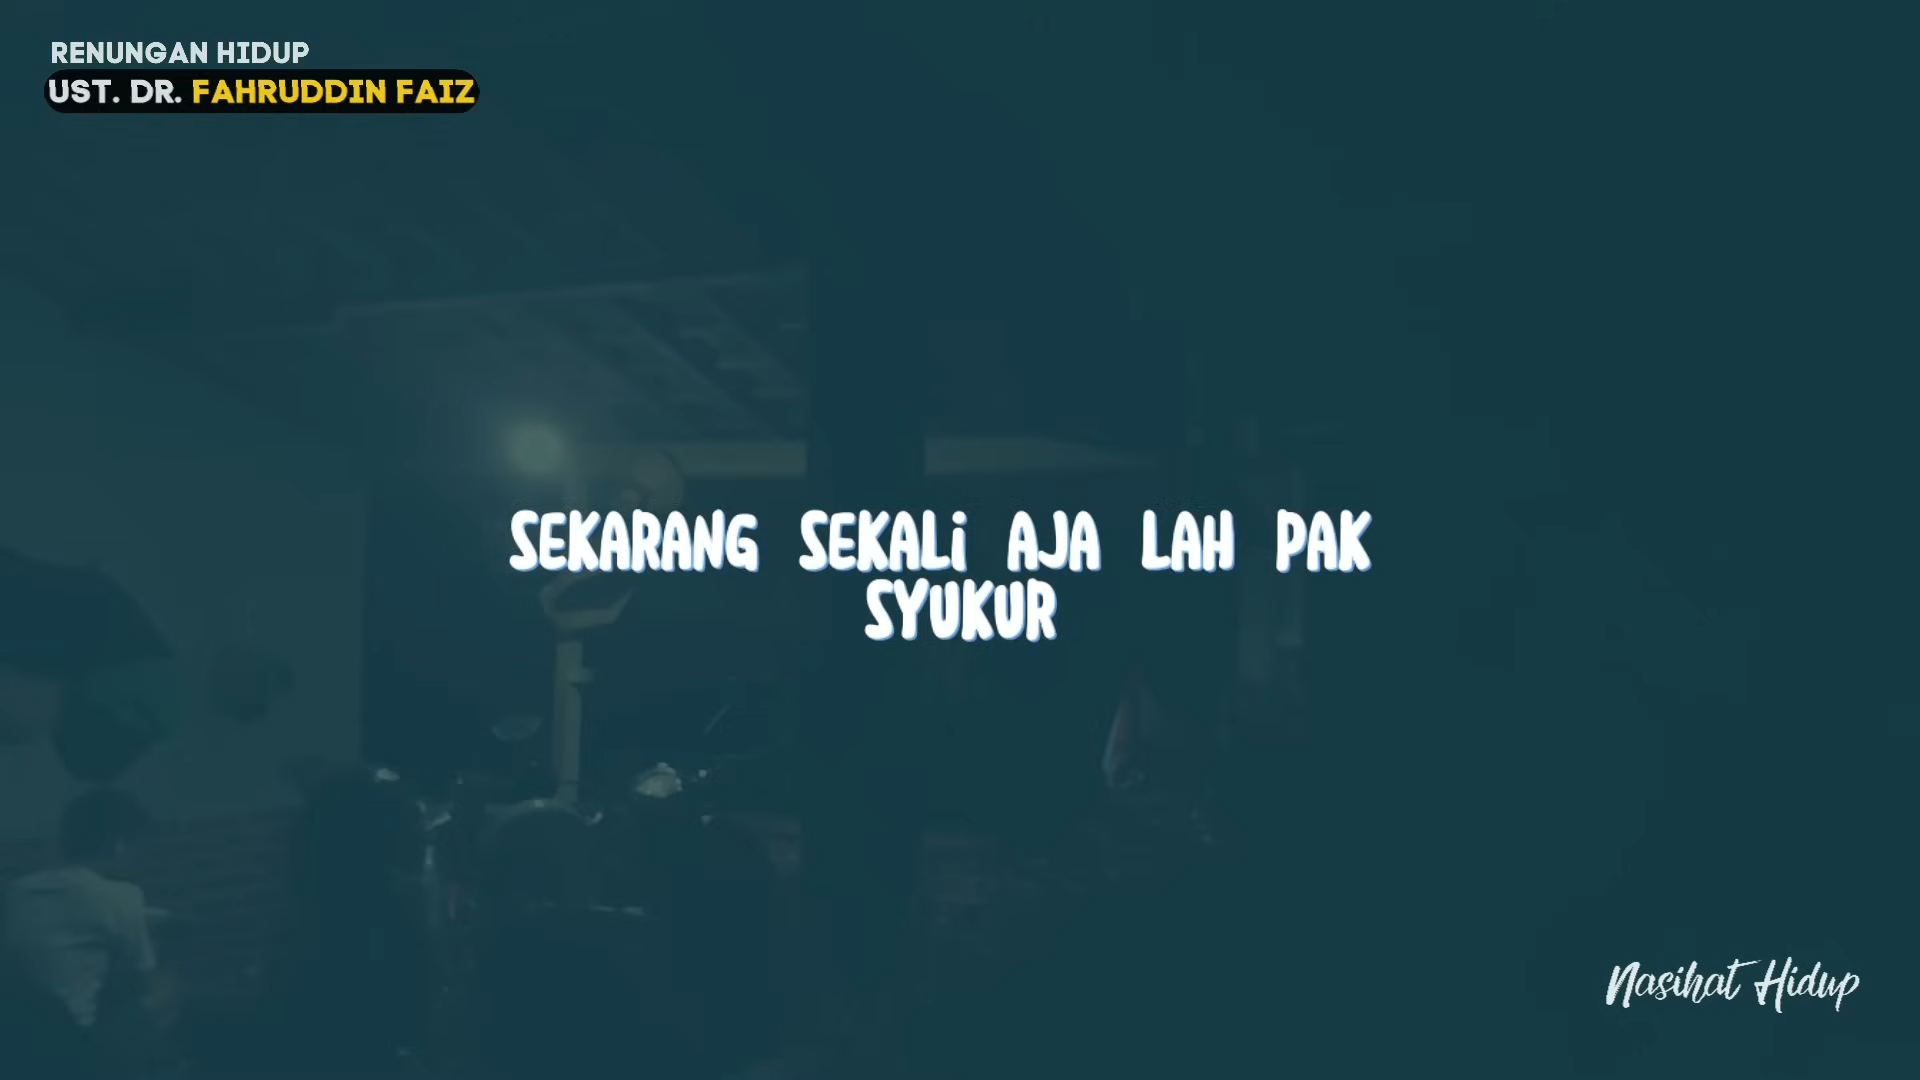 RENUNGAN HIDUP
UST. DR. FAHRUDDIN FAIZ
SEKARANG SEKALi AJA LAH PAK
SYUKUR
Nasihat Hidup